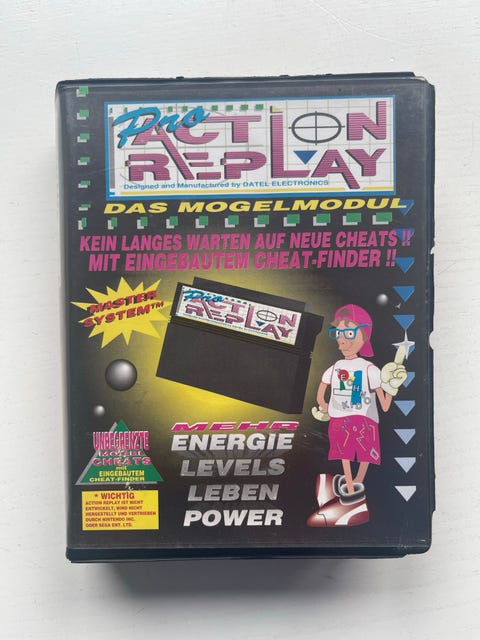 Pro
ACTION
REPLAY
Designed and Manufactured by DATEL ELECTRONICS
DAS MOGELMODUL
KEIN LANGES WARTEN AUF NEUE CHEATS !!
MIT EINGEBAUTEM CHEAT-FINDER !!
MASTER
SYSTEM™
Pro
ACTION
REPLAY
MEHR
ENERGIE
LEVELS
LEBEN
POWER
UNBEGRENZTE
MOGEL
CHEATS
mit
EINGEBAUTEM
CHEAT-FINDER
* WICHTIG
ACTION REPLAY IST NICHT
ENTWICKELT, WIRD NICHT
HERGESTELLT UND VERTRIEBEN
DURCH NINTENDO INC.
ODER SEGA ENT. LTD.